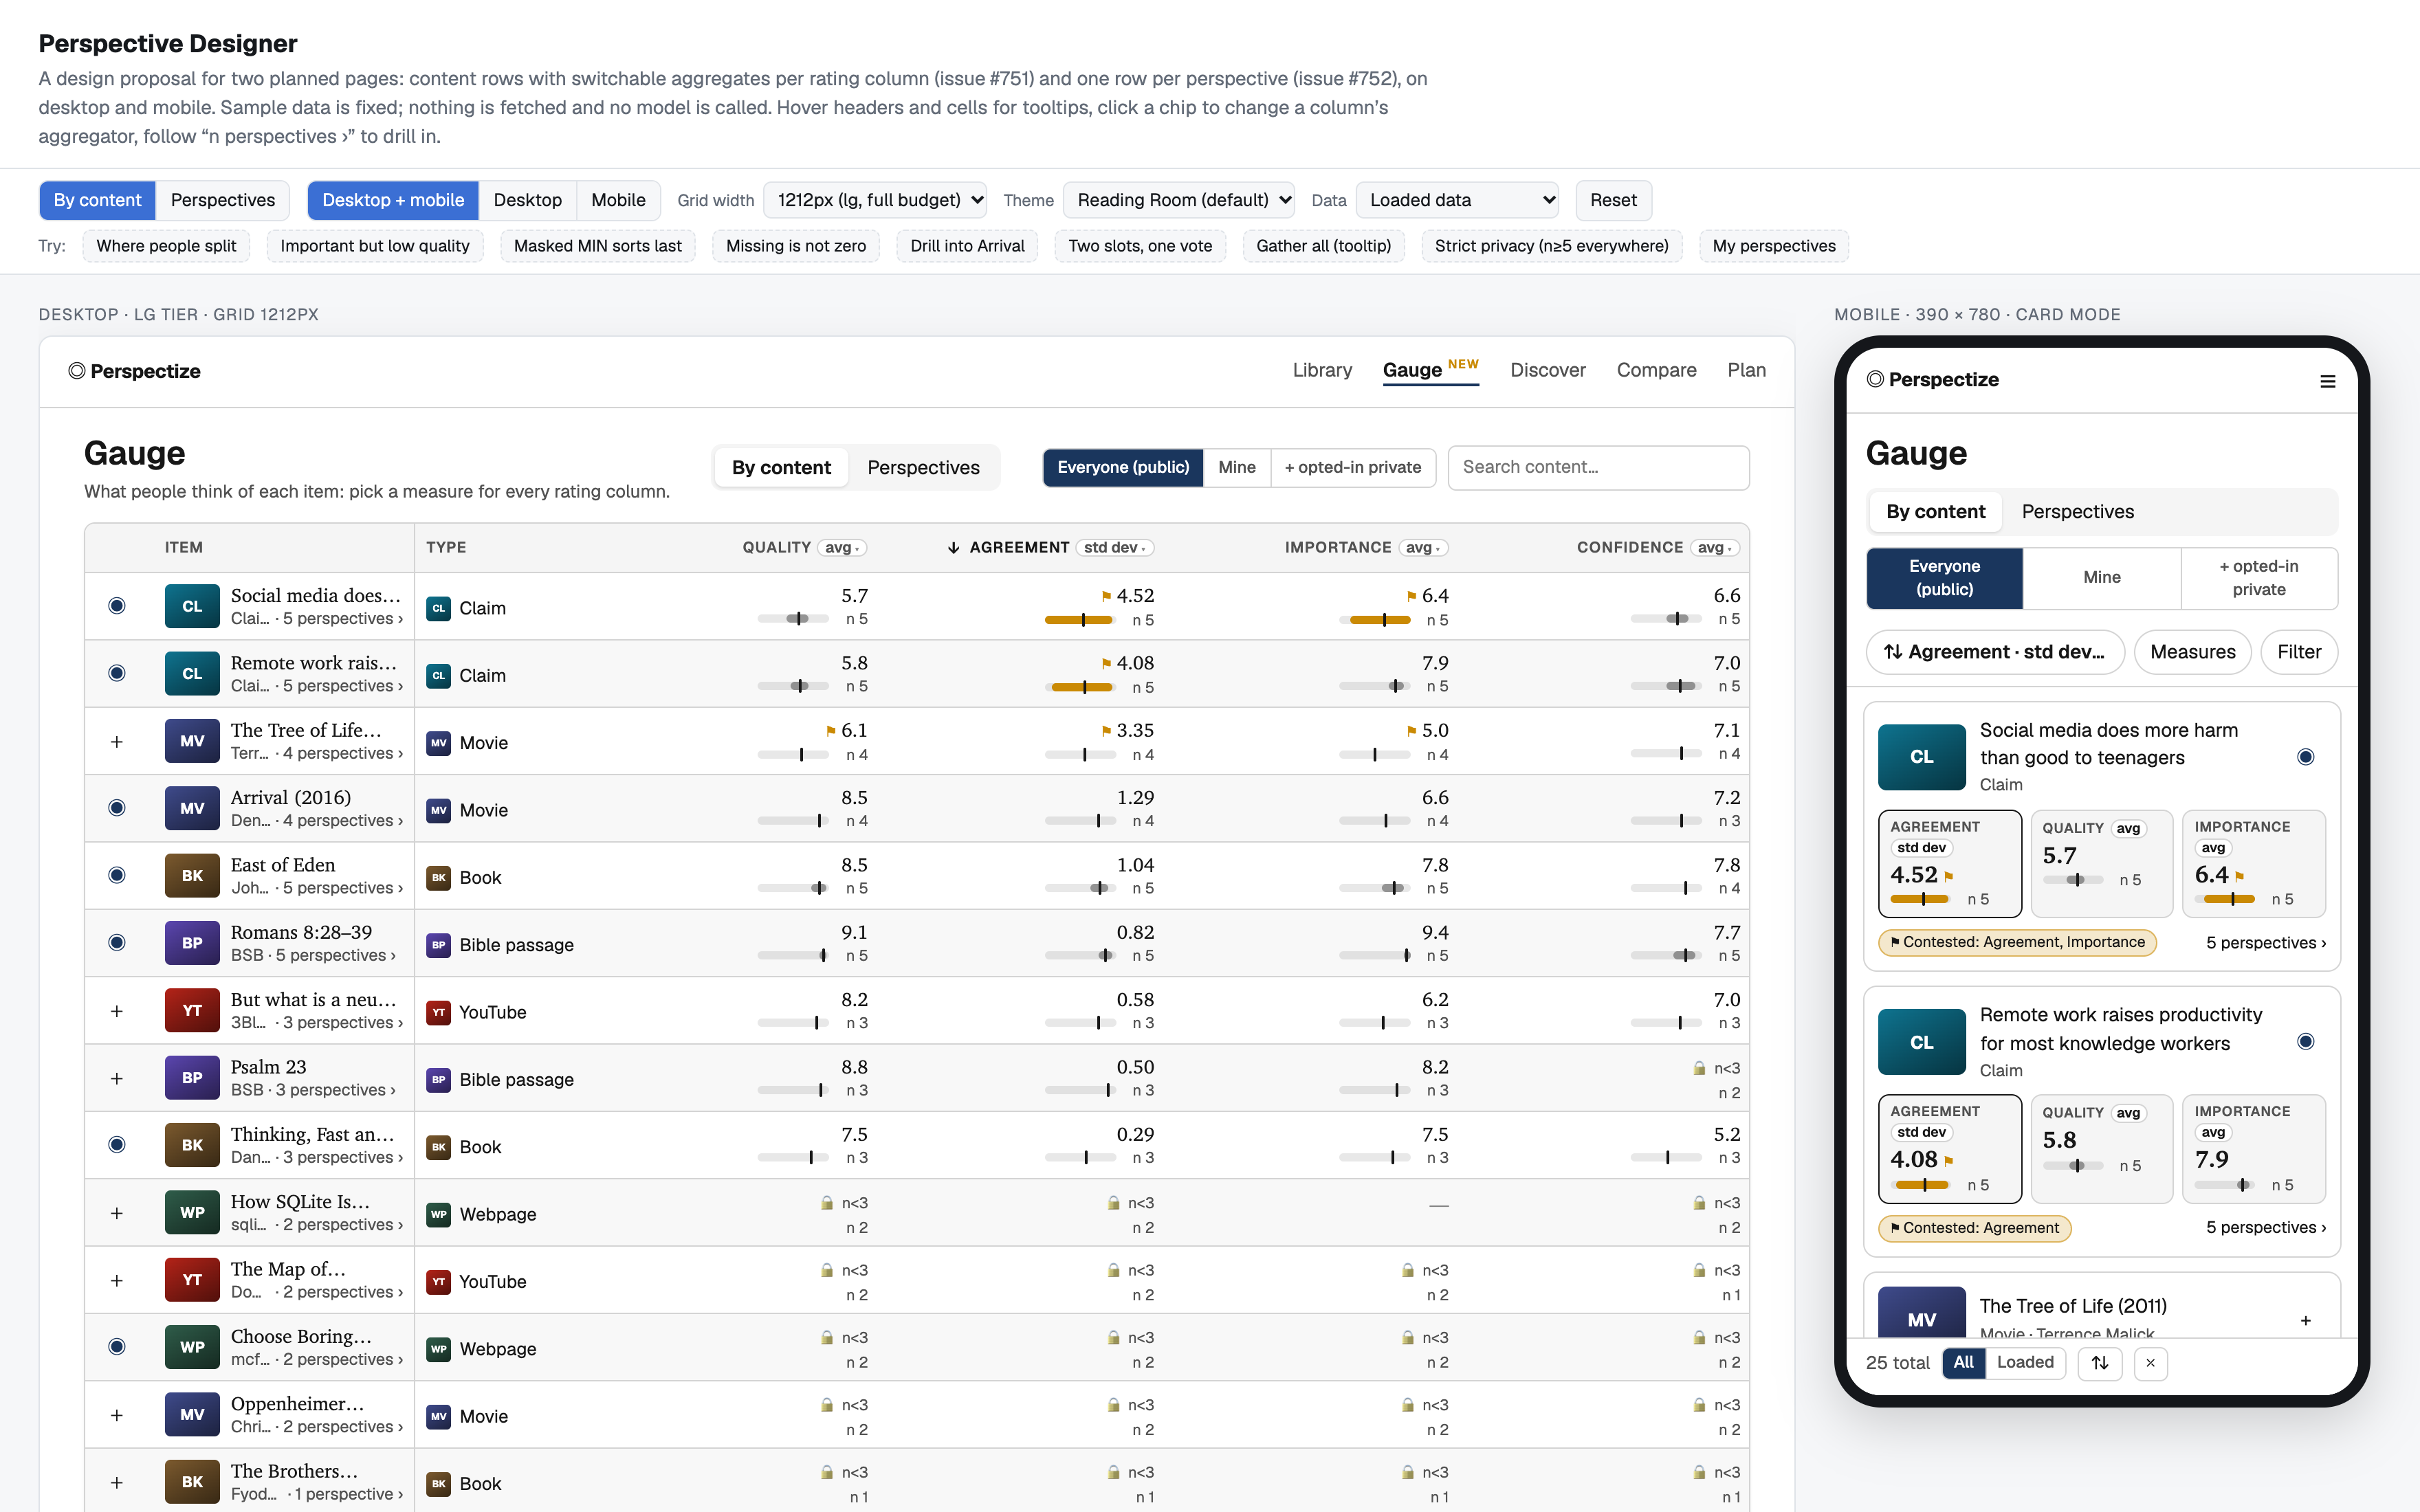 Perspective Designer
A design proposal for two planned pages: content rows with switchable aggregates per rating column (issue #751) and one row per perspective (issue #752), on
desktop and mobile. Sample data is fixed; nothing is fetched and no model is called. Hover headers and cells for tooltips, click a chip to change a column's
aggregator, follow “n perspectives ›” to drill in.
By content Perspectives Desktop + mobile Desktop Mobile Grid width 1212px (lg, full budget) Theme Reading Room (default) Data Loaded data Reset
Try: Where people split Important but low quality Masked MIN sorts last Missing is not zero Drill into Arrival Two slots, one vote Gather all (tooltip) Strict privacy (n≥5 everywhere) My perspectives
DESKTOP · LG TIER · GRID 1212PX
Perspectize
Library Gauge NEW Discover Compare Plan
Gauge
What people think of each item: pick a measure for every rating column.
By content Perspectives
Everyone (public) Mine + opted-in private
Search content...
ITEM TYPE QUALITY avg AGREEMENT std dev IMPORTANCE avg CONFIDENCE avg
CL Social media does... CL Claim 5.7 4.52 6.4 6.6
Clai... · 5 perspectives › n 5 n 5 n 5 n 5
CL Remote work rais... CL Claim 5.8 4.08 7.9 7.0
Clai... · 5 perspectives › n 5 n 5 n 5 n 5
+ MV The Tree of Life... MV Movie 6.1 3.35 5.0 7.1
Terr... · 4 perspectives › n 4 n 4 n 4 n 4
MV Arrival (2016) MV Movie 8.5 1.29 6.6 7.2
Den... · 4 perspectives › n 4 n 4 n 4 n 3
BK East of Eden BK Book 8.5 1.04 7.8 7.8
Joh... · 5 perspectives › n 5 n 5 n 5 n 4
BP Romans 8:28–39 BP Bible passage 9.1 0.82 9.4 7.7
BSB · 5 perspectives › n 5 n 5 n 5 n 5
+ YT But what is a neu... YT YouTube 8.2 0.58 6.2 7.0
3Bl... · 3 perspectives › n 3 n 3 n 3 n 3
+ BP Psalm 23 BP Bible passage 8.8 0.50 8.2 n<3
BSB · 3 perspectives › n 3 n 3 n 3 n 2
BK Thinking, Fast an... BK Book 7.5 0.29 7.5 5.2
Dan... · 3 perspectives › n 3 n 3 n 3 n 3
+ WP How SQLite Is... WP Webpage n<3 n<3 — n<3
sqli... · 2 perspectives › n 2 n 2 n 2
+ YT The Map of... YT YouTube n<3 n<3 n<3 n<3
Do... · 2 perspectives › n 2 n 2 n 2 n 1
WP Choose Boring... WP Webpage n<3 n<3 n<3 n<3
mcf... · 2 perspectives › n 2 n 2 n 2 n 2
+ MV Oppenheimer... MV Movie n<3 n<3 n<3 n<3
Chri... · 2 perspectives › n 2 n 2 n 2 n 2
+ BK The Brothers... BK Book n<3 n<3 n<3 n<3
Fyod... · 1 perspective › n 1 n 1 n 1 n 1
MOBILE · 390 × 780 · CARD MODE
Perspectize
Gauge
By content Perspectives
Everyone
(public)
Mine
+ opted-in
private
Agreement · std dev... Measures Filter
CL
Social media does more harm
than good to teenagers
Claim
AGREEMENT
std dev
4.52
n 5
QUALITY avg
5.7
n 5
IMPORTANCE
avg
6.4
n 5
Contested: Agreement, Importance 5 perspectives ›
CL
Remote work raises productivity
for most knowledge workers
Claim
AGREEMENT
std dev
4.08
n 5
QUALITY avg
5.8
n 5
IMPORTANCE
avg
7.9
n 5
Contested: Agreement 5 perspectives ›
MV
The Tree of Life (2011) +
Movie · Terrence Malick
25 total All Loaded ×